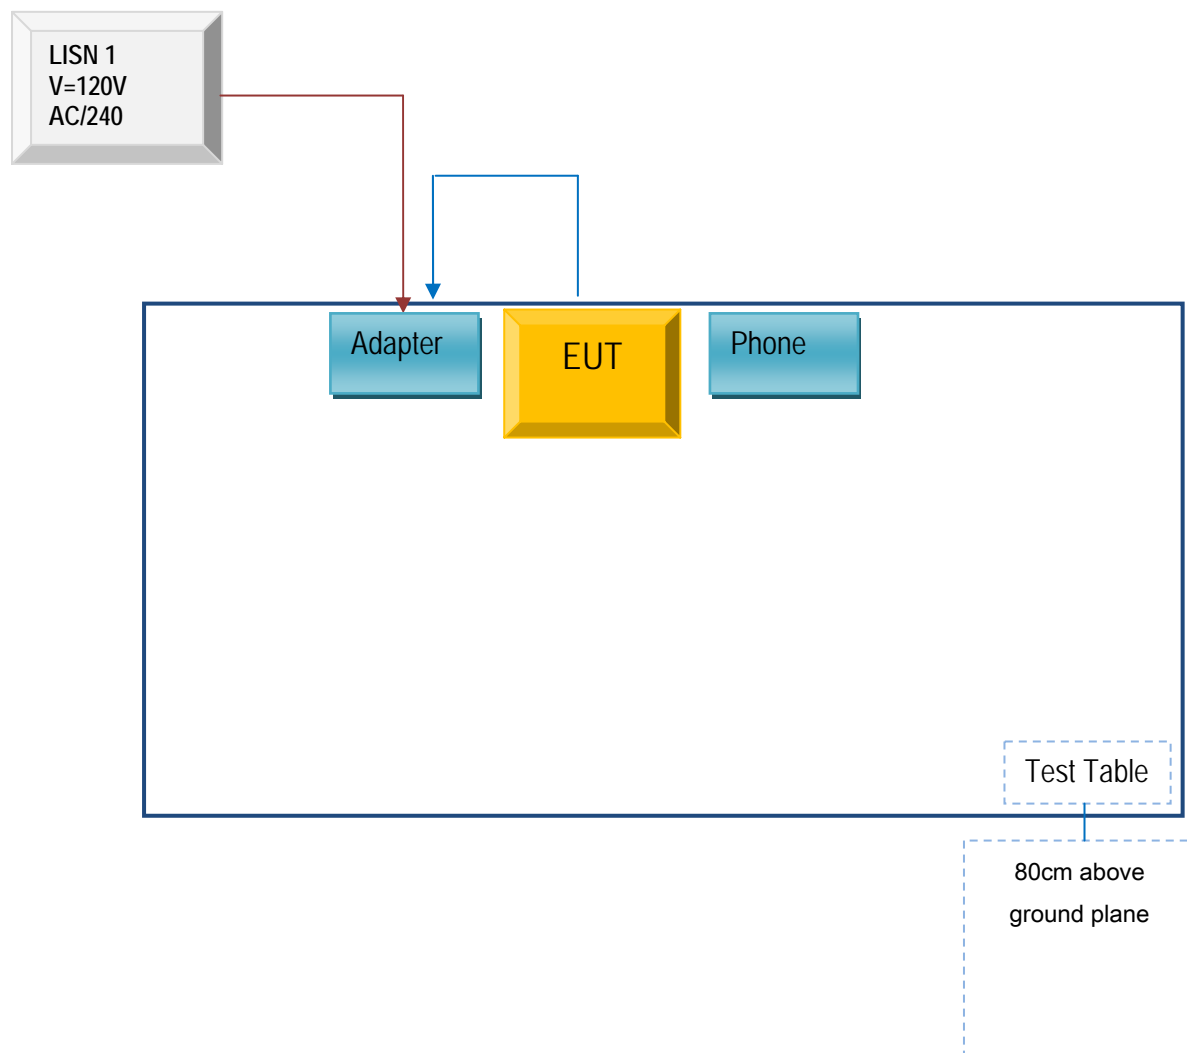 LISN 1
V=120V
AC/240
Adapter
EUT
Phone
Test Table
80cm above
ground plane